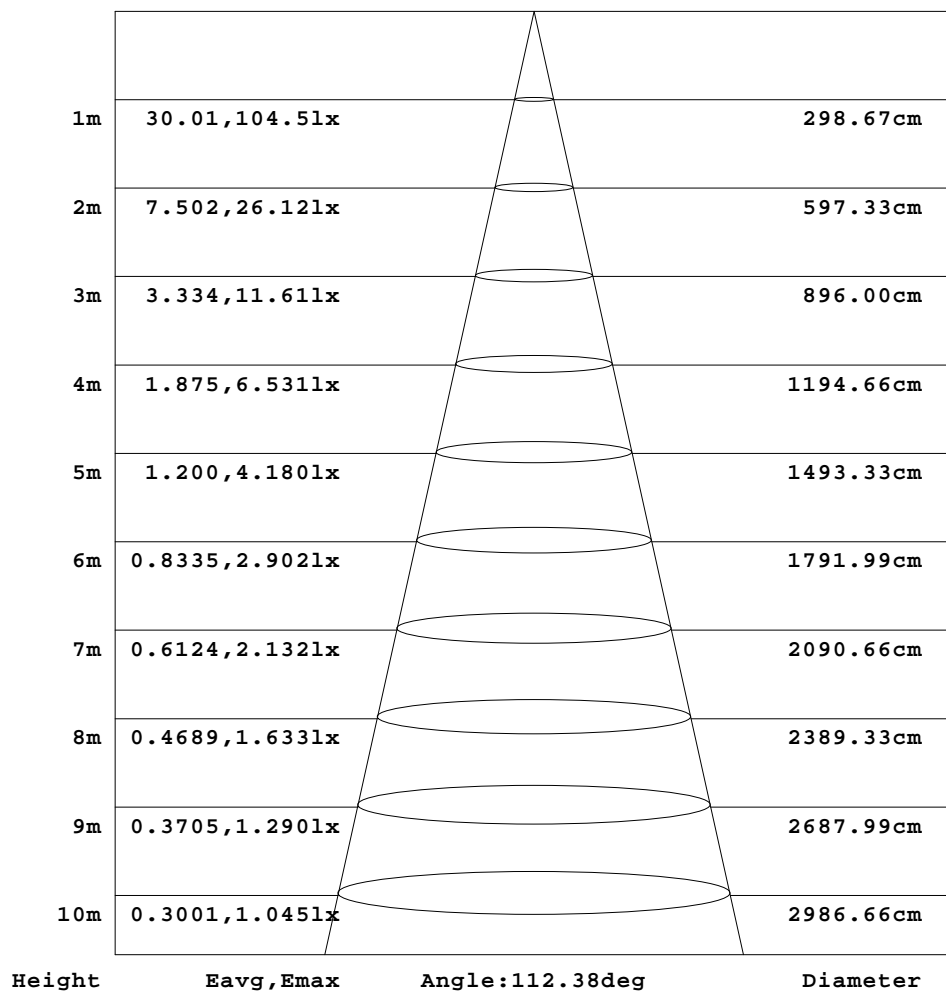 1m 30.01,104.5lx 298.67cm
2m 7.502,26.12lx 597.33cm
3m 3.334,11.61lx 896.00cm
4m 1.875,6.531lx 1194.66cm
5m 1.200,4.180lx 1493.33cm
6m 0.8335,2.902lx 1791.99cm
7m 0.6124,2.132lx 2090.66cm
8m 0.4689,1.633lx 2389.33cm
9m 0.3705,1.290lx 2687.99cm
10m 0.3001,1.045lx 2986.66cm
Height Eavg,Emax Angle:112.38deg Diameter